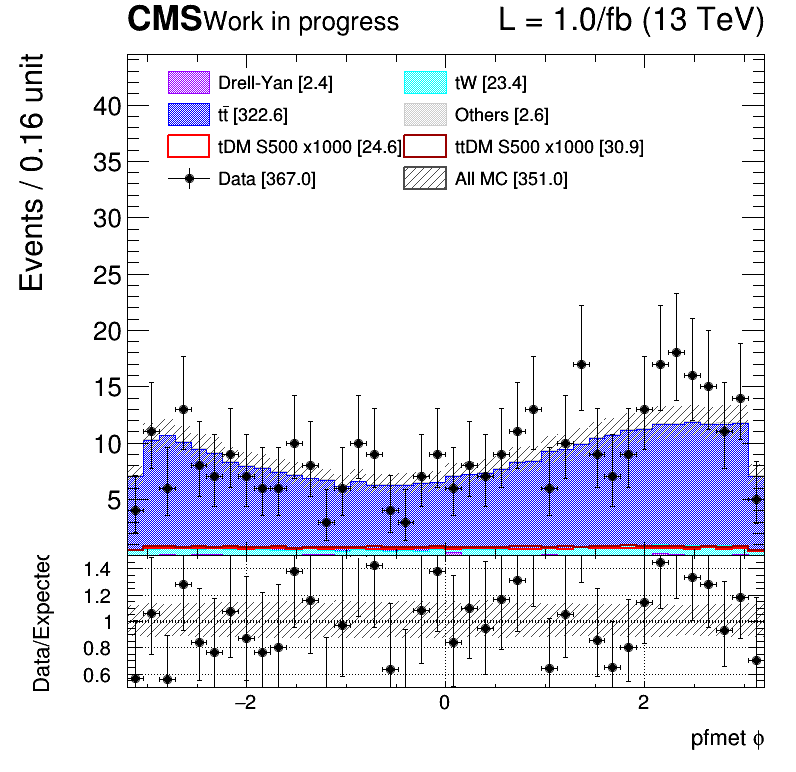 CMS Work in progress L = 1.0/fb (13 TeV)
Events / 0.16 unit
Drell-Yan [2.4] tW [23.4]
tt̄ [322.6] Others [2.6]
tDM S500 x1000 [24.6] ttDM S500 x1000 [30.9]
Data [367.0] All MC [351.0]
40
35
30
25
20
15
10
5
Data/Expected
1.4
1.2
1
0.8
0.6
−2 0 2
pfmet ϕ